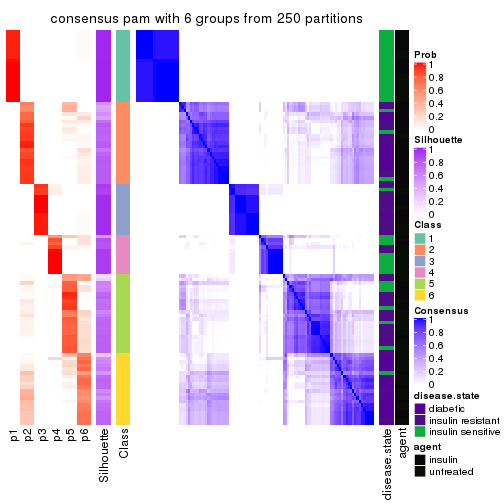 consensus pam with 6 groups from 250 partitions
Prob
1
0.8
0.6
0.4
0.2
0
Silhouette
1
0.8
0.6
0.4
0.2
0
Class
1
2
3
4
5
6
Consensus
1
0.8
0.6
0.4
0.2
0
disease.state
diabetic
insulin resistant
insulin sensitive
agent
insulin
untreated
p1
p2
p3
p4
p5
p6
Silhouette
Class
disease.state
agent